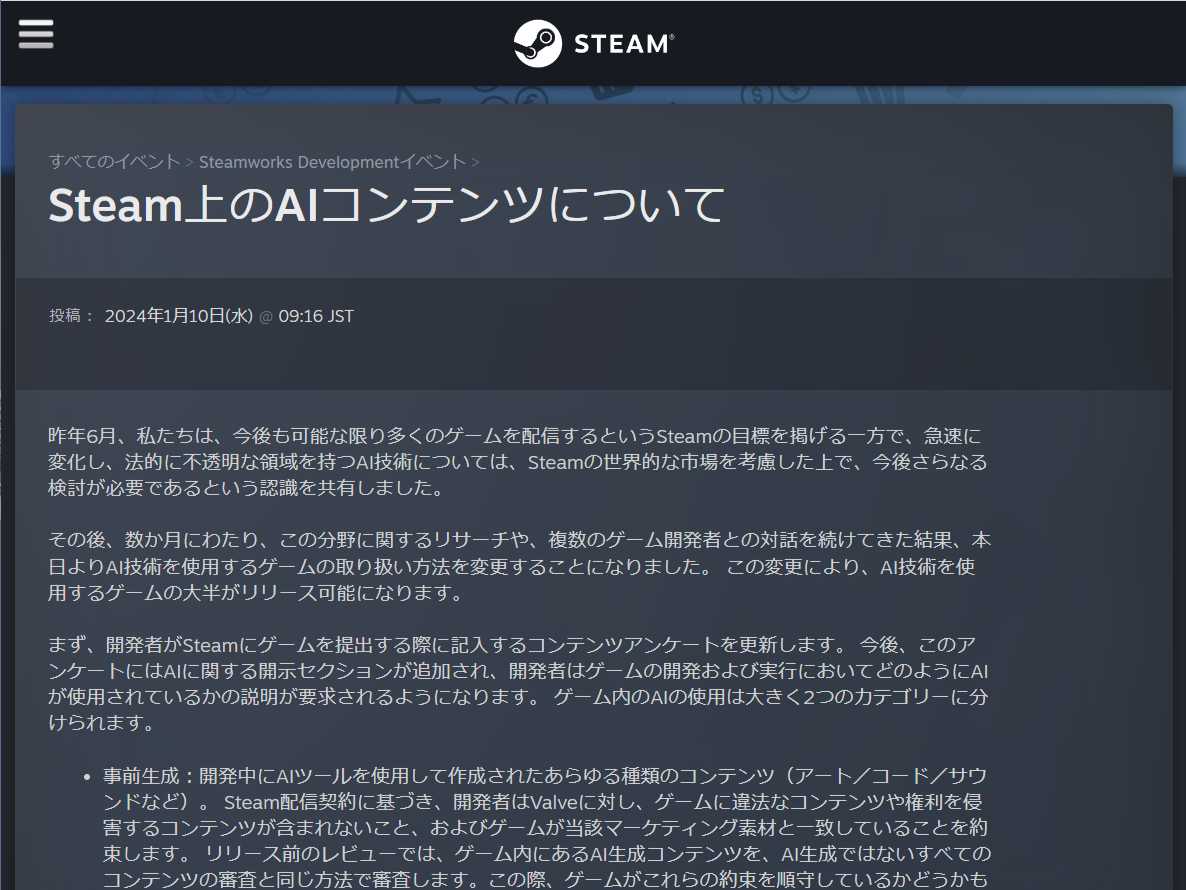 STEAM®
すべてのイベント > Steamworks Developmentイベント >
Steam上のAIコンテンツについて
投稿： 2024年1月10日(水) @ 09:16 JST
昨年6月、私たちは、今後も可能な限り多くのゲームを配信するというSteamの目標を掲げる一方で、急速に
変化し、法的に不透明な領域を持つAI技術については、Steamの世界的な市場を考慮した上で、今後さらなる
検討が必要であるという認識を共有しました。
その後、数か月にわたり、この分野に関するリサーチや、複数のゲーム開発者との対話を続けてきた結果、本
日よりAI技術を使用するゲームの取り扱い方法を変更することになりました。 この変更により、AI技術を使
用するゲームの大半がリリース可能になります。
まず、開発者がSteamにゲームを提出する際に記入するコンテンツアンケートを更新します。 今後、このア
ンケートにはAIに関する開示セクションが追加され、開発者はゲームの開発および実行においてどのようにAI
が使用されているかの説明が要求されるようになります。 ゲーム内のAIの使用は大きく2つのカテゴリーに分
けられます。
• 事前生成：開発中にAIツールを使用して作成されたあらゆる種類のコンテンツ（アート／コード／サウ
ンドなど）。 Steam配信契約に基づき、開発者はValveに対し、ゲームに違法なコンテンツや権利を侵
害するコンテンツが含まれないこと、およびゲームが当該マーケティング素材と一致していることを約
束します。 リリース前のレビューでは、ゲーム内にあるAI生成コンテンツを、AI生成ではないすべての
コンテンツの審査と同じ方法で審査します。この際、ゲームがこれらの約束を順守しているかどうかも